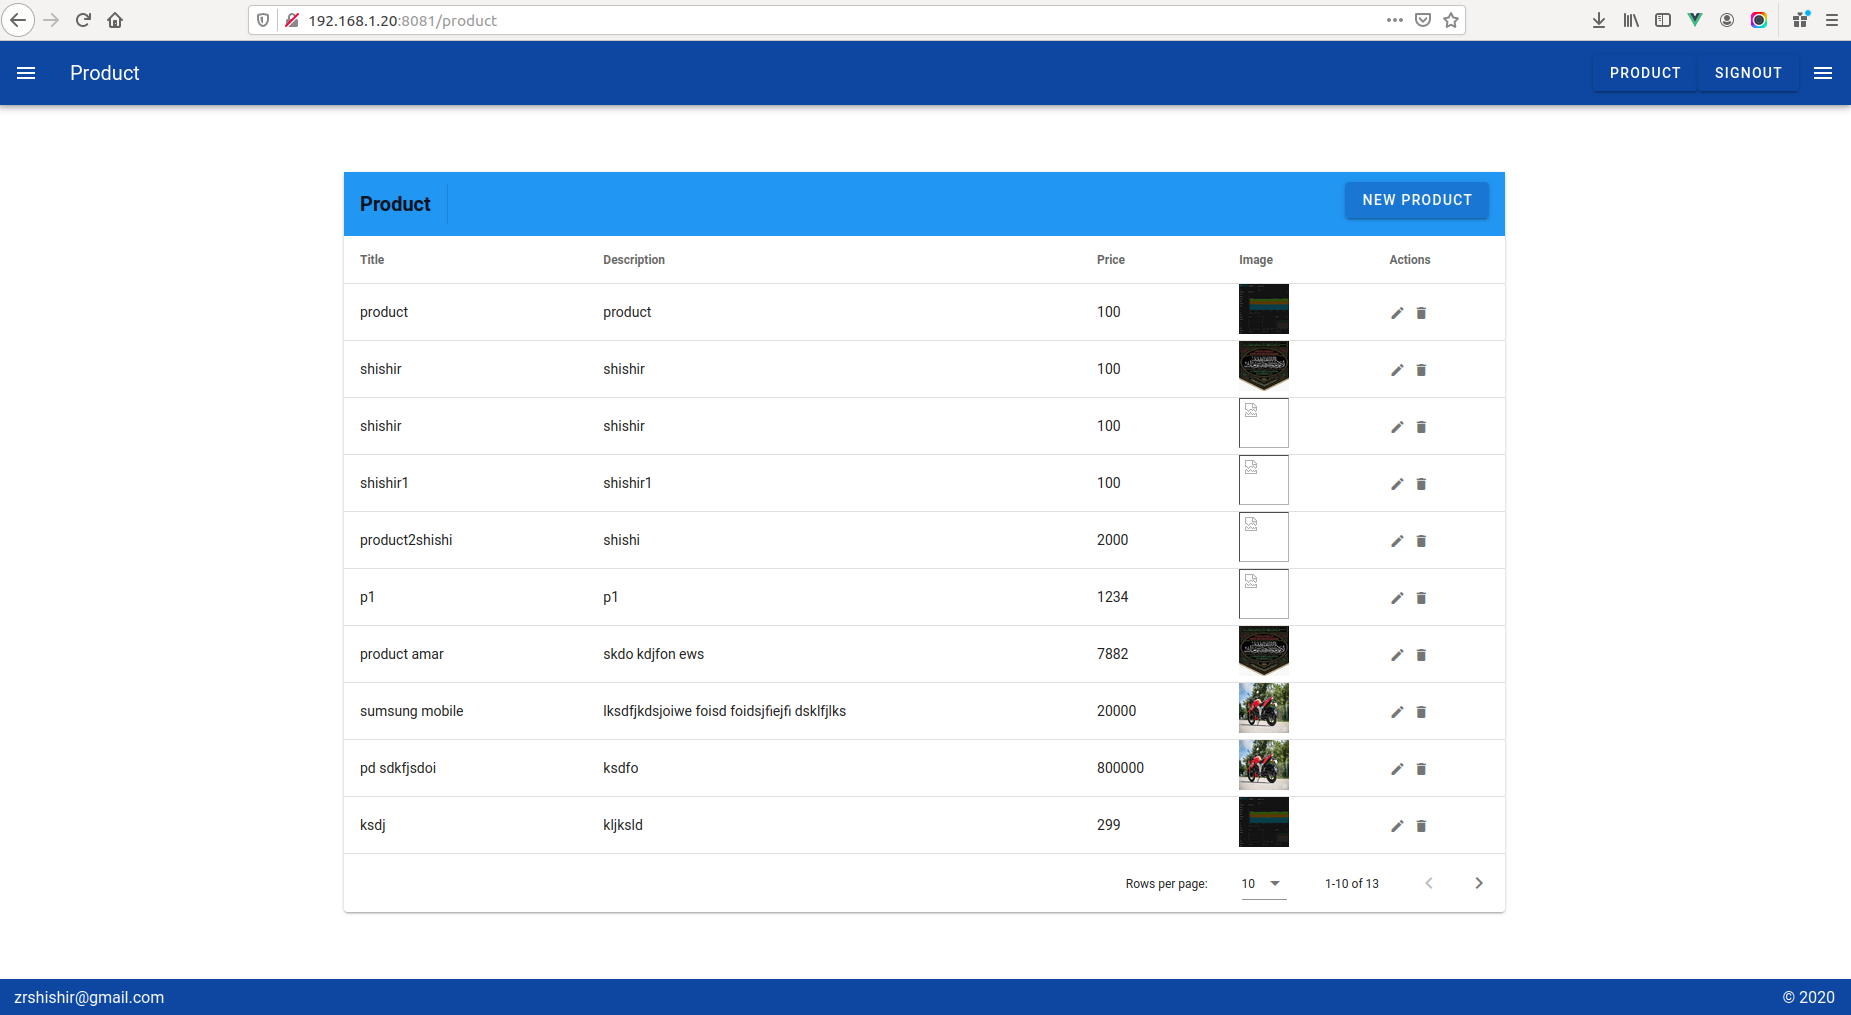 192.168.1.20:8081/product
Product PRODUCT SIGNOUT
Product NEW PRODUCT
Title Description Price Image Actions
product product 100
shishir shishir 100
shishir shishir 100
shishir1 shishir1 100
product2shishi shishi 2000
p1 p1 1234
product amar skdo kdjfon ews 7882
sumsung mobile lksdfjkdsjoiwe foisd foidsjfiejfi dsklfjlks 20000
pd sdkfjsdoi ksdfo 800000
ksdj kljksld 299
Rows per page: 10 1-10 of 13
zrshishir@gmail.com © 2020